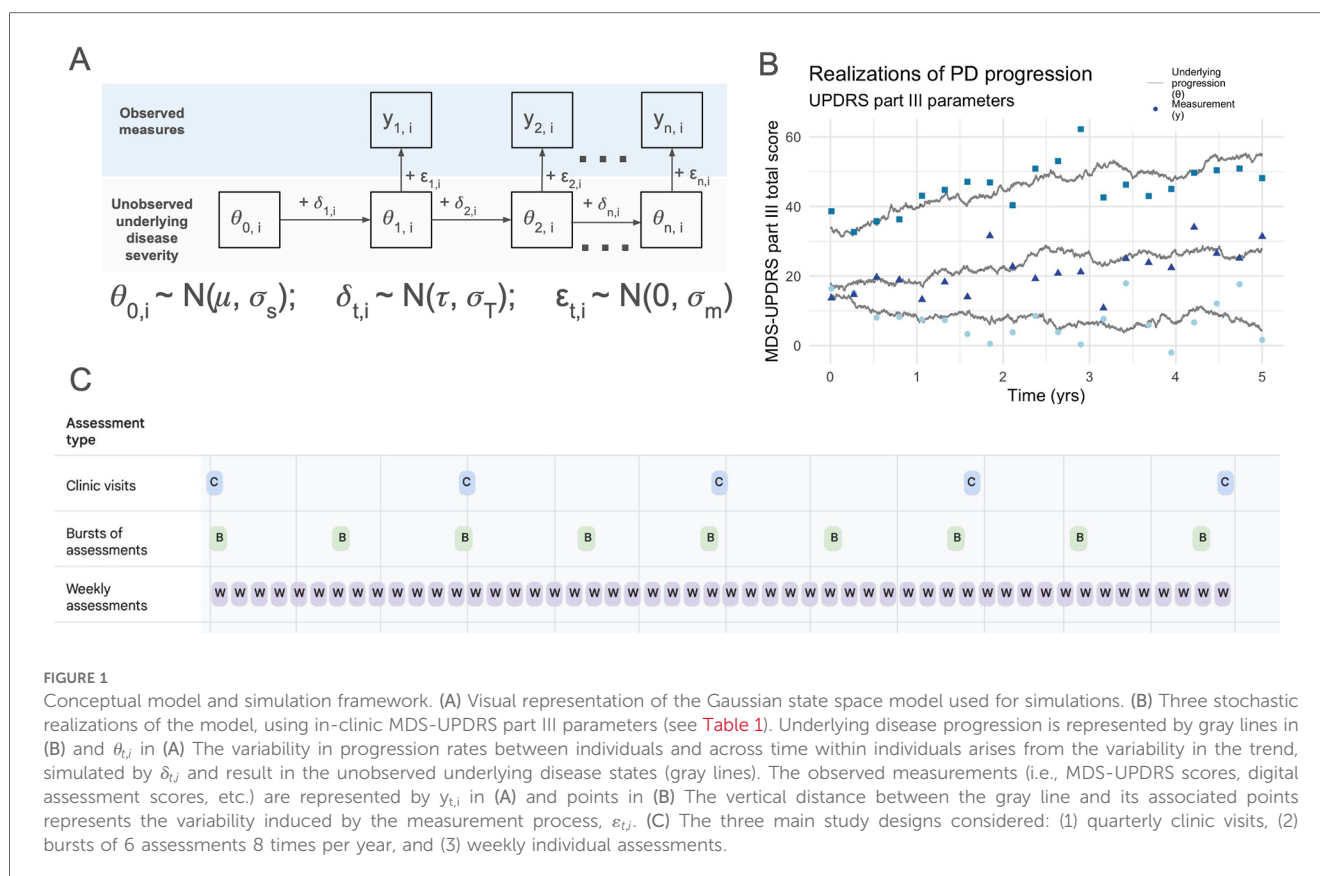 A
Observed
measures
y1, i
y2, i
yn, i
+ ε1,i
+ ε2,i
+ εn,i
Unobserved
underlying
disease
severity
θ0, i
+ δ1,i
θ1, i
+ δ2,i
θ2, i
+ δn,i
θn, i
θ0,i ~ N(μ, σs); δt,i ~ N(τ, σT); εt,i ~ N(0, σm)
B
Realizations of PD progression
UPDRS part III parameters
Underlying
progression
(θ)
Measurement
(y)
MDS-UPDRS part III total score
60
40
20
0
0 1 2 3 4 5
Time (yrs)
C
Assessment
type
Clinic visits
C C C C C
Bursts of
assessments
B B B B B B B B B
Weekly
assessments
W W W W W W W W W W W W W W W W W W W W W W W W W W W W W W W W W W W W W W W W W W W W W W W W W W W W
FIGURE 1
Conceptual model and simulation framework. (A) Visual representation of the Gaussian state space model used for simulations. (B) Three stochastic
realizations of the model, using in-clinic MDS-UPDRS part III parameters (see Table 1). Underlying disease progression is represented by gray lines in
(B) and θt,i in (A) The variability in progression rates between individuals and across time within individuals arises from the variability in the trend,
simulated by δt,i and result in the unobserved underlying disease states (gray lines). The observed measurements (i.e., MDS-UPDRS scores, digital
assessment scores, etc.) are represented by yt,i in (A) and points in (B) The vertical distance between the gray line and its associated points
represents the variability induced by the measurement process, εt,i. (C) The three main study designs considered: (1) quarterly clinic visits, (2)
bursts of 6 assessments 8 times per year, and (3) weekly individual assessments.